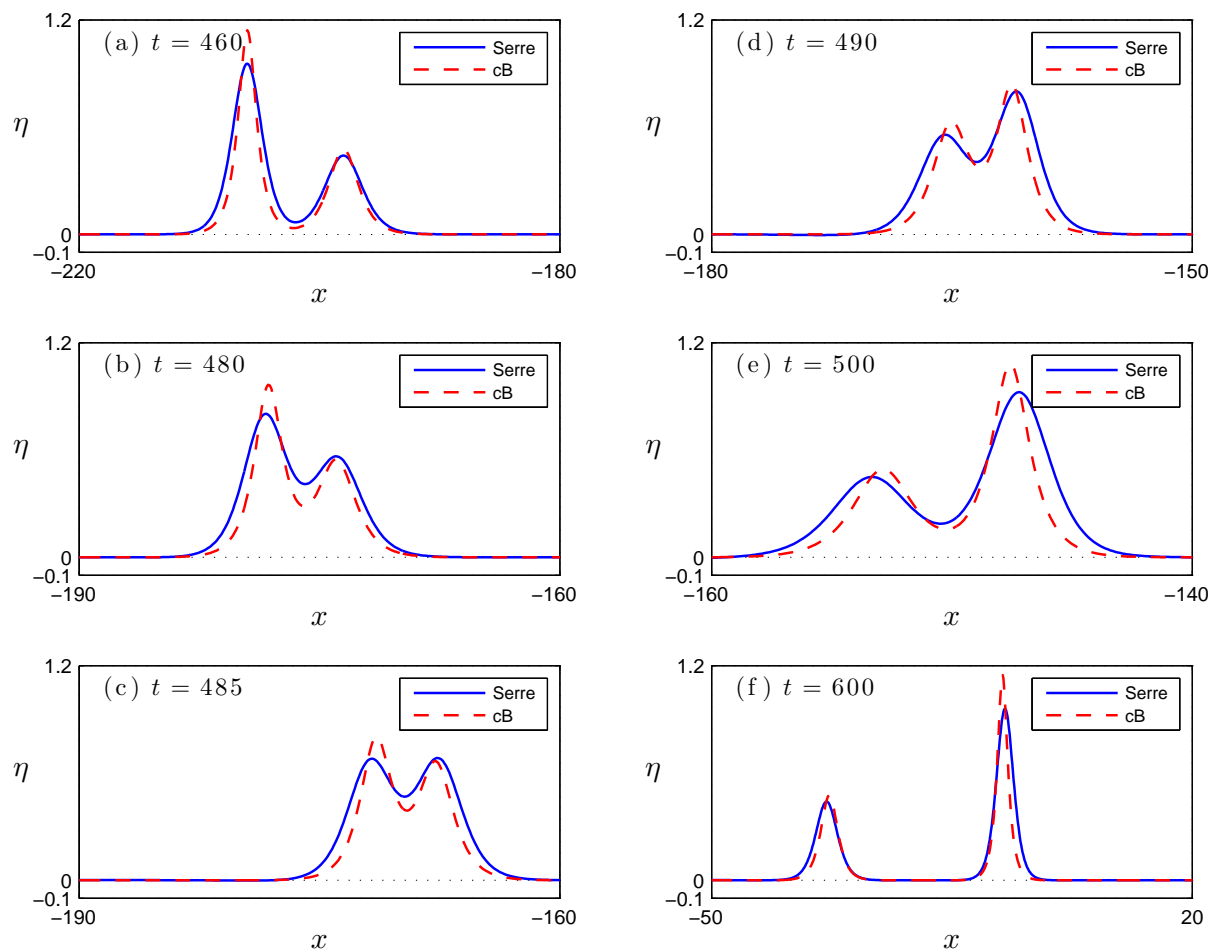 1.2
(a) t = 460
Serre
cB
η
0
−0.1
−220
−180
x
1.2
(d) t = 490
Serre
cB
η
0
−0.1
−180
−150
x
1.2
(b) t = 480
Serre
cB
η
0
−0.1
−190
−160
x
1.2
(e) t = 500
Serre
cB
η
0
−0.1
−160
−140
x
1.2
(c) t = 485
Serre
cB
η
0
−0.1
−190
−160
x
1.2
(f) t = 600
Serre
cB
η
0
−0.1
−50
20
x